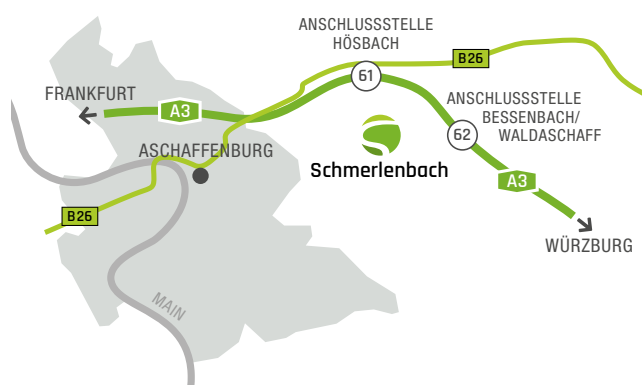 ANSCHLUSSSTELLE
HÖSBACH
B26
61
FRANKFURT
A3
ANSCHLUSSSTELLE
BESSENBACH/
WALDASCHAFF
62
ASCHAFFENBURG
Schmerlenbach
A3
B26
WÜRZBURG
MAIN